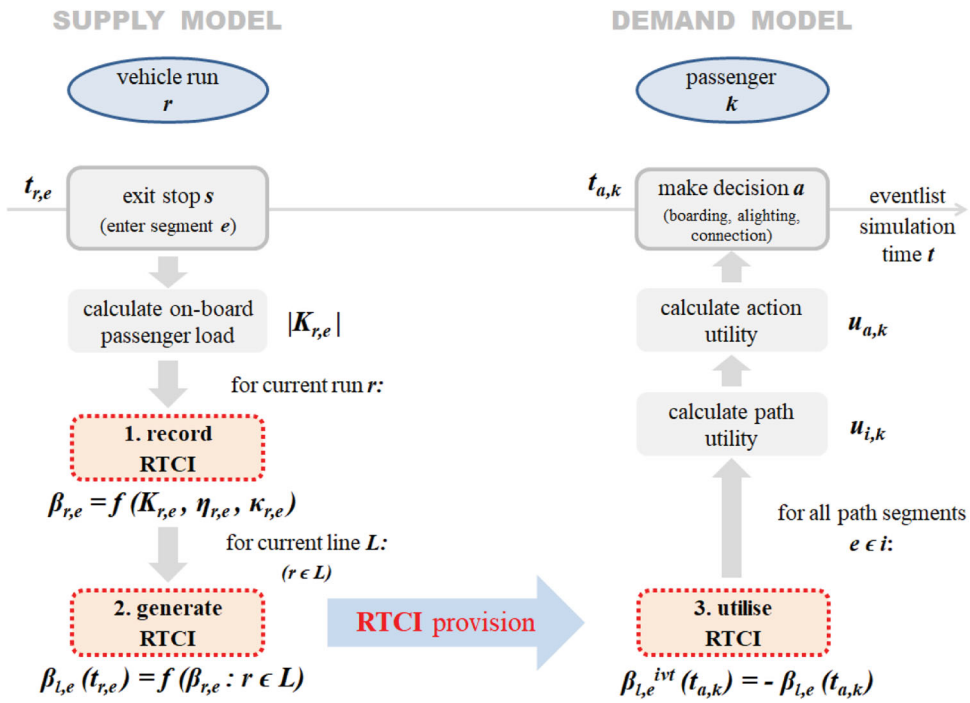 SUPPLY MODEL
DEMAND MODEL
vehicle run
r
passenger
k
t_{r,e}
exit stop s
(enter segment e)
t_{a,k}
make decision a
(boarding, alighting,
connection)
eventlist
simulation
time t
calculate on-board
passenger load
|K_{r,e}|
calculate action
utility
u_{a,k}
for current run r:
calculate path
utility
u_{i,k}
1. record
RTCI
β_{r,e} = f (K_{r,e} , η_{r,e}, κ_{r,e})
for all path segments
e ϵ i:
for current line L:
(r ϵ L)
2. generate
RTCI
RTCI provision
3. utilise
RTCI
β_{l,e} (t_{r,e}) = f (β_{r,e} : r ϵ L)
β_{l,e}^{ivt} (t_{a,k}) = - β_{l,e} (t_{a,k})